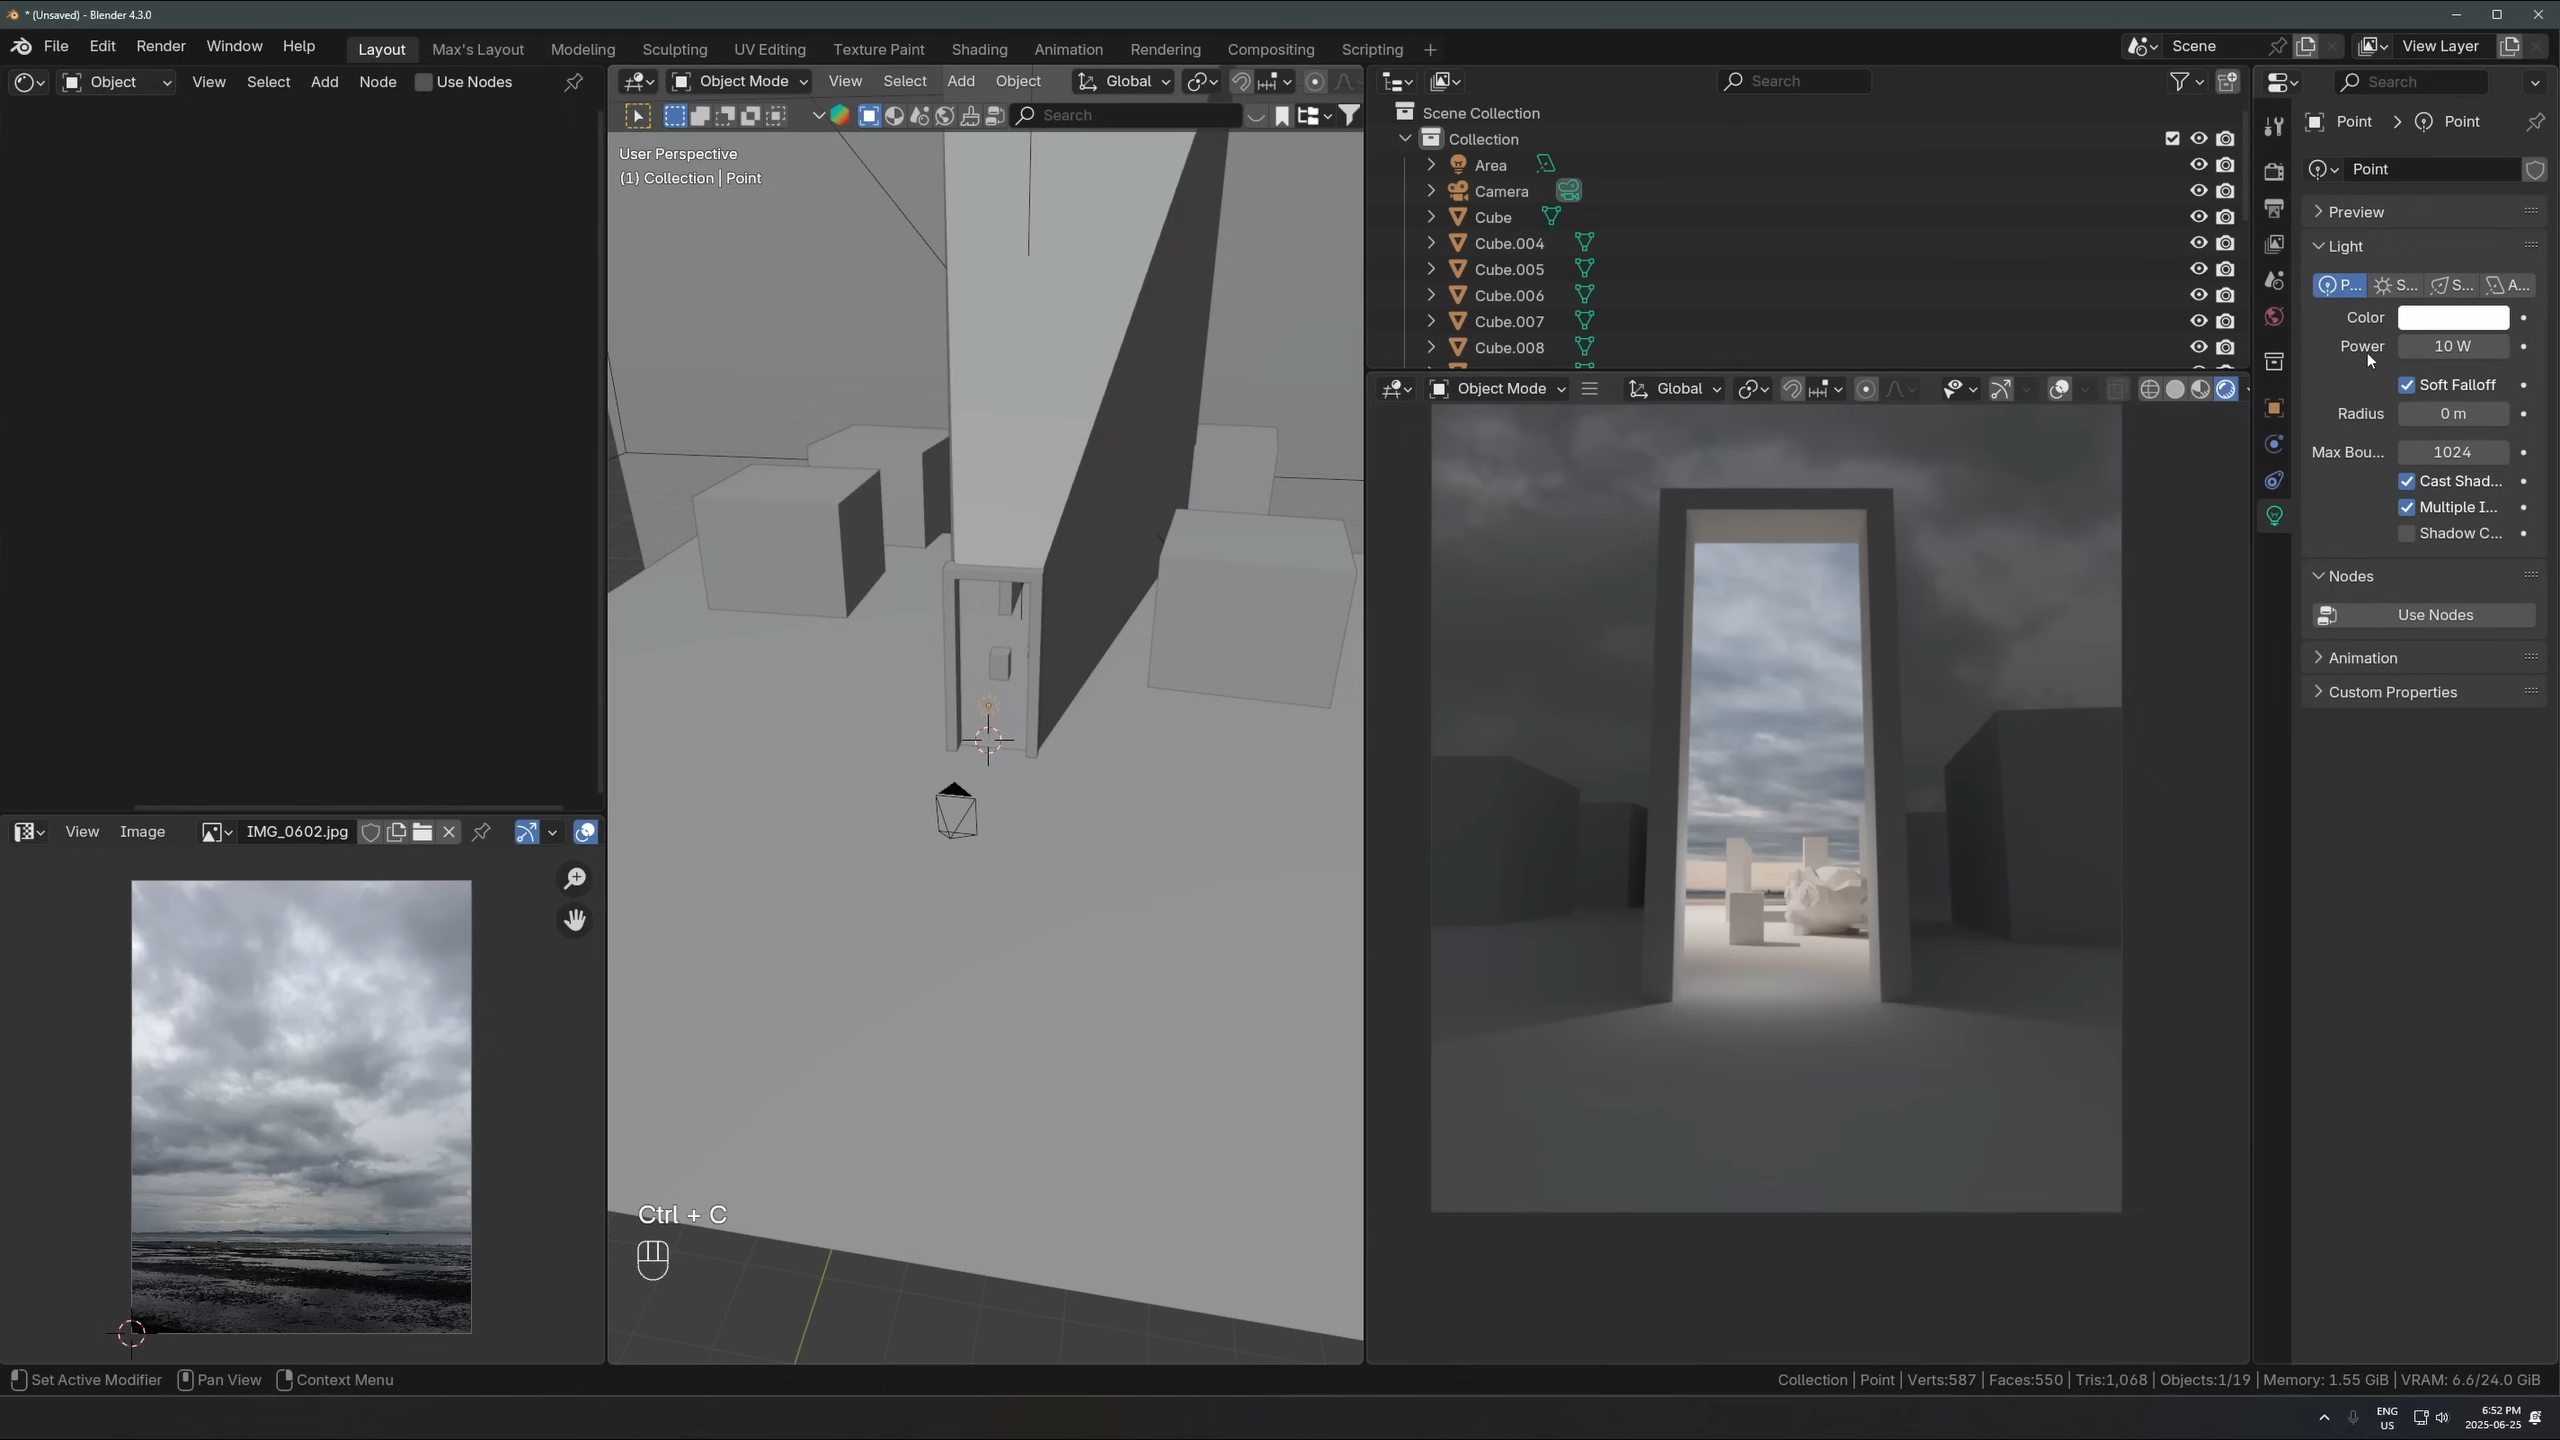 * (Unsaved) - Blender 4.3.0
File Edit Render Window Help
Layout Max's Layout Modeling Sculpting UV Editing Texture Paint Shading Animation Rendering Compositing Scripting +
Scene
View Layer
Object View Select Add Node Use Nodes
Object Mode View Select Add Object Global
Search
User Perspective
(1) Collection | Point
Ctrl + C
View Image IMG_0602.jpg
Search
Scene Collection
Collection
Area
Camera
Cube
Cube.004
Cube.005
Cube.006
Cube.007
Cube.008
Object Mode Global
Search
Point > Point
Point
Preview
Light
P... S... S... A...
Color
Power 10 W
Soft Falloff
Radius 0 m
Max Bou... 1024
Cast Shad...
Multiple I...
Shadow C...
Nodes
Use Nodes
Animation
Custom Properties
Set Active Modifier Pan View Context Menu
Collection | Point | Verts:587 | Faces:550 | Tris:1,068 | Objects:1/19 | Memory: 1.55 GiB | VRAM: 6.6/24.0 GiB
ENG
US
6:52 PM
2025-06-25